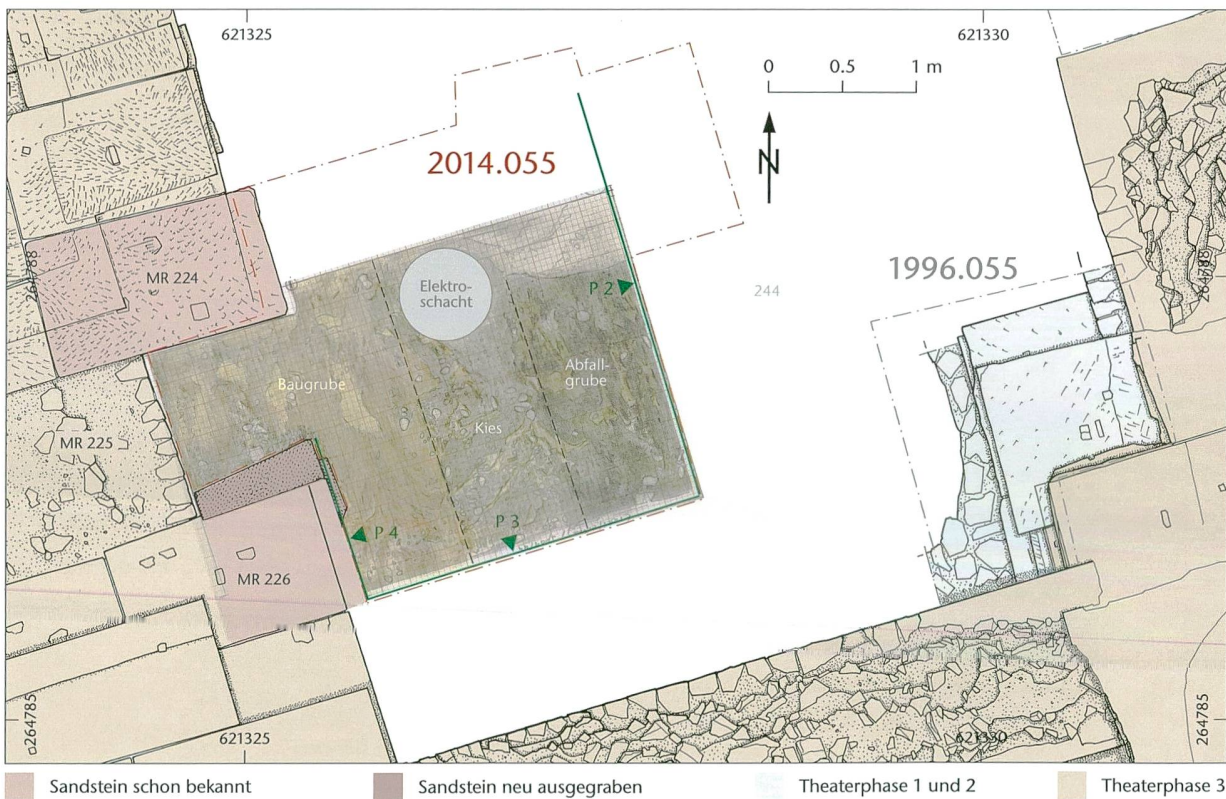 621325
621330
0 0.5 1 m
N
2014.055
264788
MR 224
Elektro-
schacht
P 2
1996.055
244
264788
Abfall-
grube
Baugrube
Kies
MR 225
P 3
P 4
MR 226
264785
621325
621330
264785
Sandstein schon bekannt
Sandstein neu ausgegraben
Theaterphase 1 und 2
Theaterphase 3